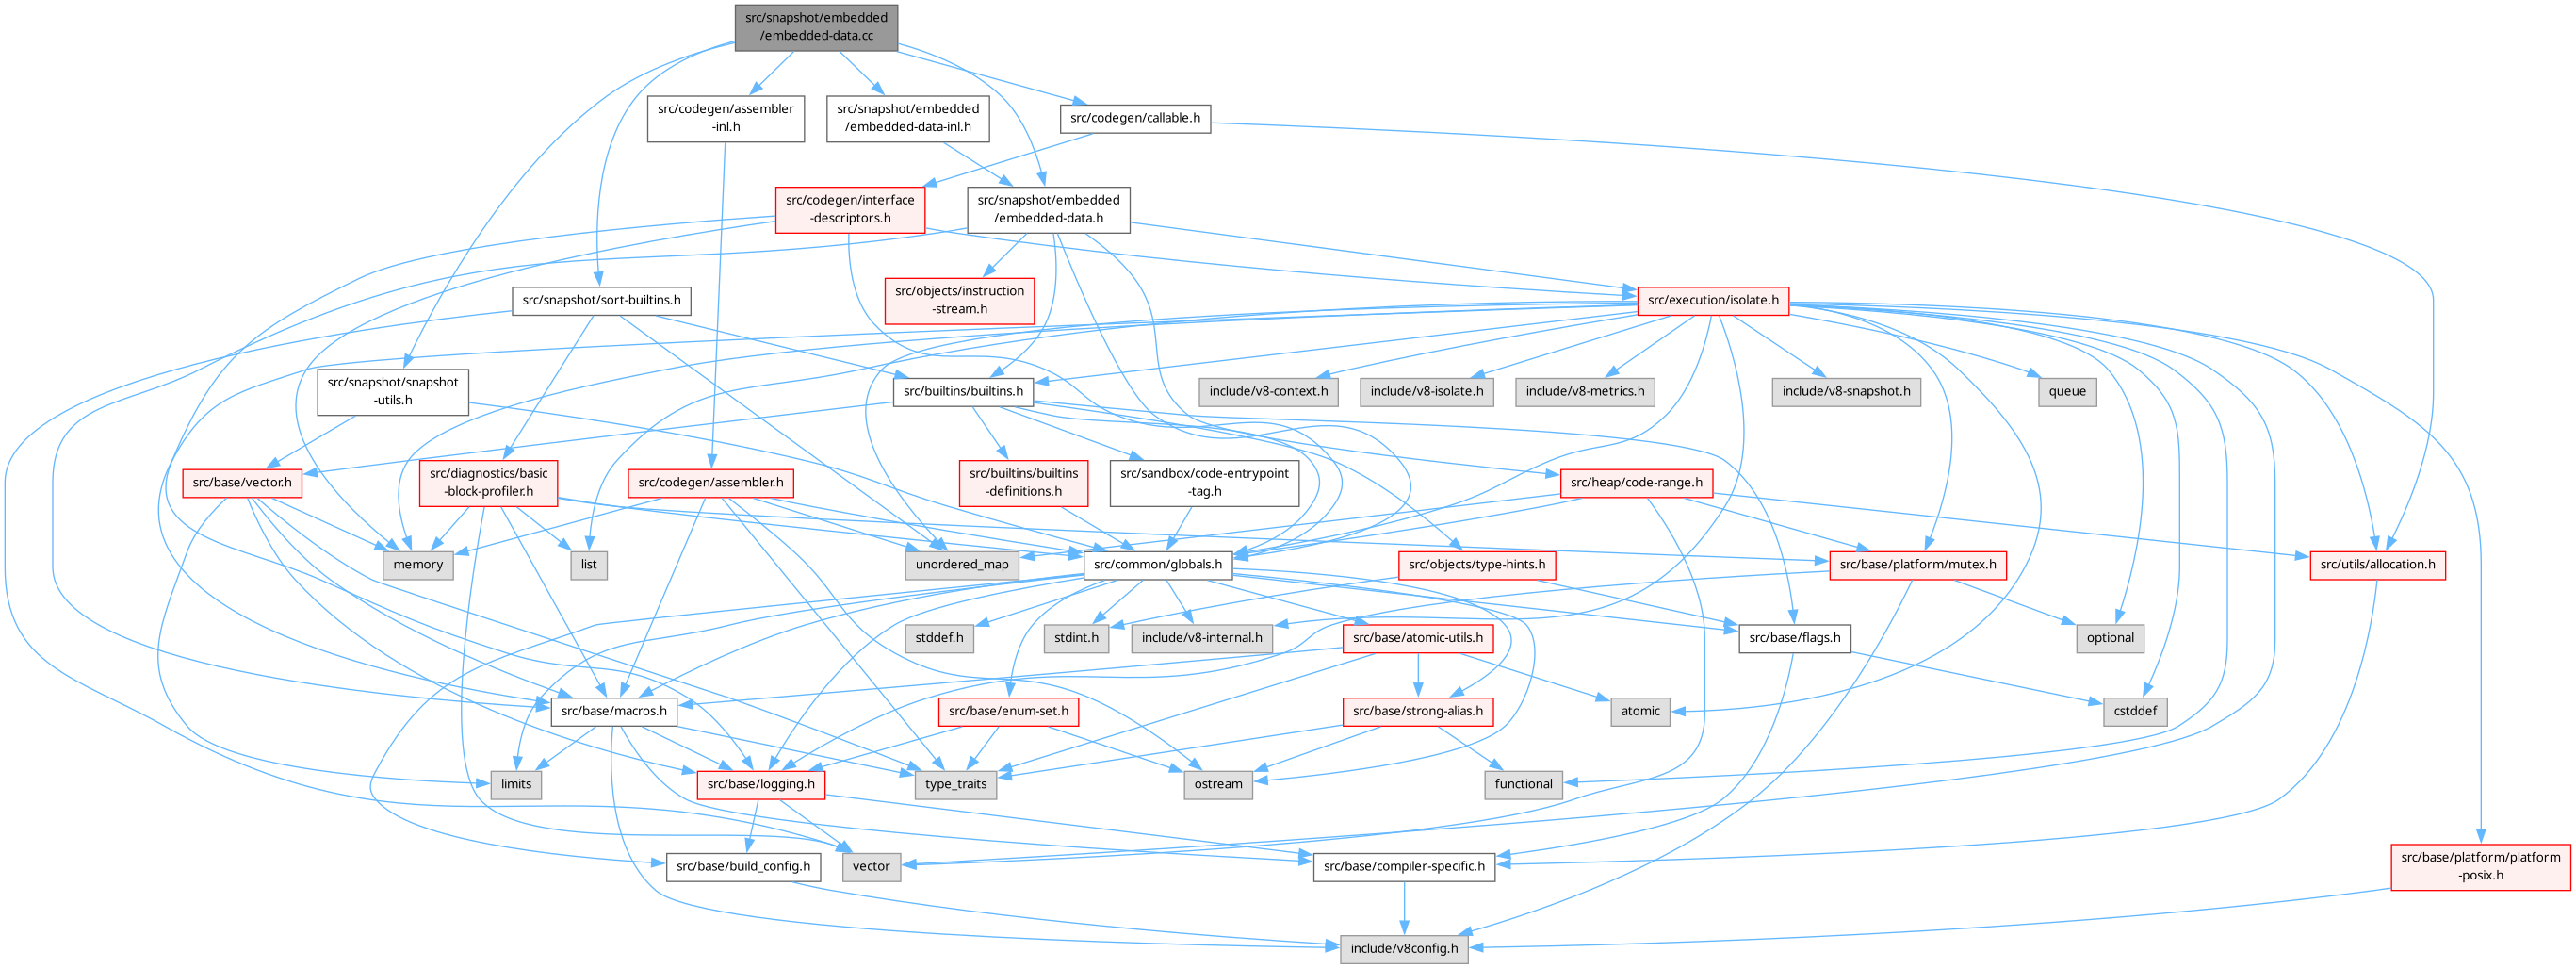 src/snapshot/embedded
/embedded-data.cc
src/codegen/assembler
-inl.h
src/snapshot/embedded
/embedded-data-inl.h
src/codegen/callable.h
src/codegen/interface
-descriptors.h
src/snapshot/embedded
/embedded-data.h
src/snapshot/sort-builtins.h
src/objects/instruction
-stream.h
src/execution/isolate.h
src/snapshot/snapshot
-utils.h
src/builtins/builtins.h
include/v8-context.h
include/v8-isolate.h
include/v8-metrics.h
include/v8-snapshot.h
queue
src/base/vector.h
src/diagnostics/basic
-block-profiler.h
src/codegen/assembler.h
src/builtins/builtins
-definitions.h
src/sandbox/code-entrypoint
-tag.h
src/heap/code-range.h
memory
list
unordered_map
src/common/globals.h
src/objects/type-hints.h
src/base/platform/mutex.h
src/utils/allocation.h
stddef.h
stdint.h
include/v8-internal.h
src/base/atomic-utils.h
src/base/flags.h
optional
src/base/macros.h
src/base/enum-set.h
src/base/strong-alias.h
atomic
cstddef
limits
src/base/logging.h
type_traits
ostream
functional
src/base/build_config.h
vector
src/base/compiler-specific.h
src/base/platform/platform
-posix.h
include/v8config.h